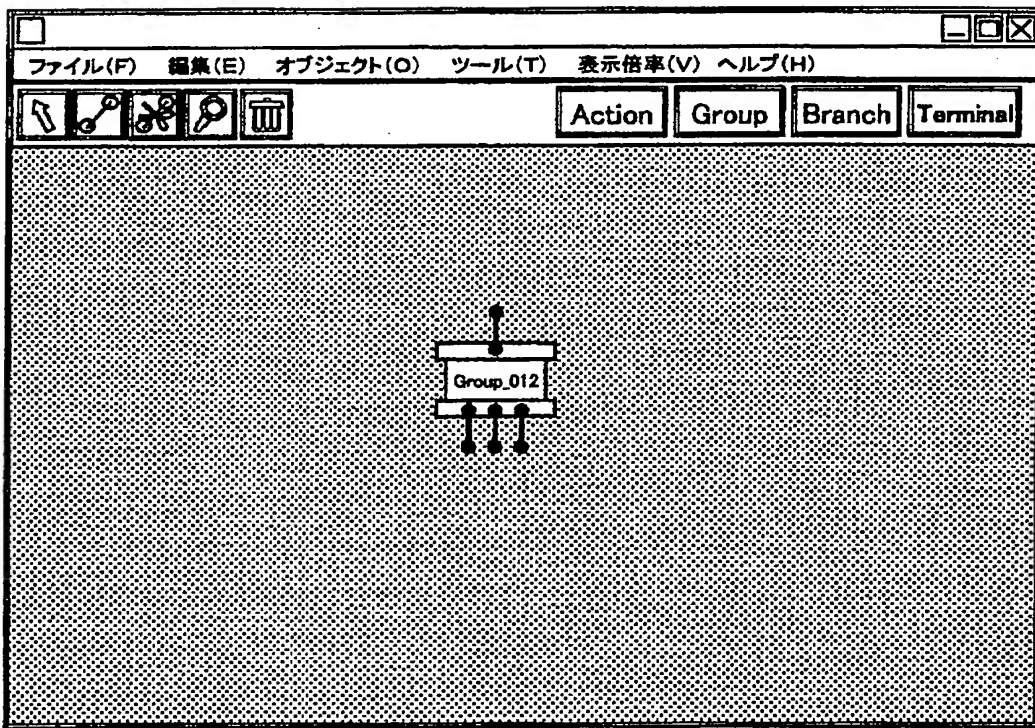 ファイル(F) 編集(E) オブジェクト(O) ツール(T) 表示倍率(V) ヘルプ(H)
Action Group Branch Terminal
Group_012